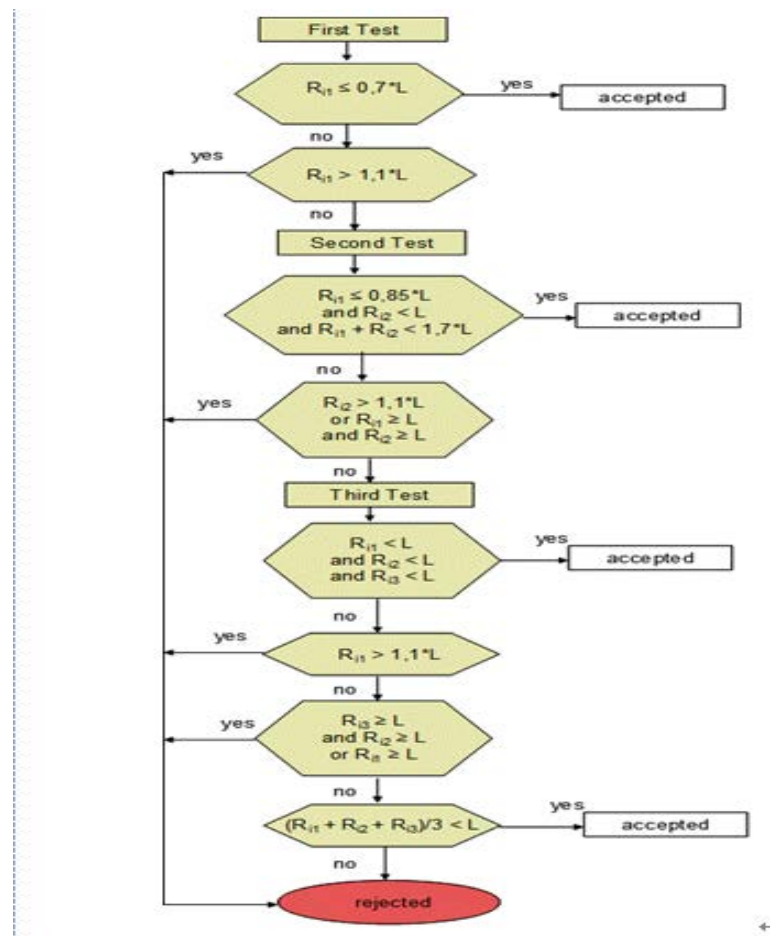 First Test
Ri1 ≤ 0,7*L
yes
accepted
no
yes
Ri1 > 1,1*L
no
Second Test
Ri1 ≤ 0,85*L
and Ri2 < L
and Ri1 + Ri2 < 1,7*L
yes
accepted
no
yes
Ri2 > 1,1*L
or Ri1 ≥ L
and Ri2 ≥ L
no
Third Test
Ri1 < L
and Ri2 < L
and Ri3 < L
yes
accepted
no
yes
Ri1 > 1,1*L
no
yes
Ri3 ≥ L
and Ri2 ≥ L
or Ri1 ≥ L
no
(Ri1 + Ri2 + Ri3)/3 < L
yes
accepted
no
rejected